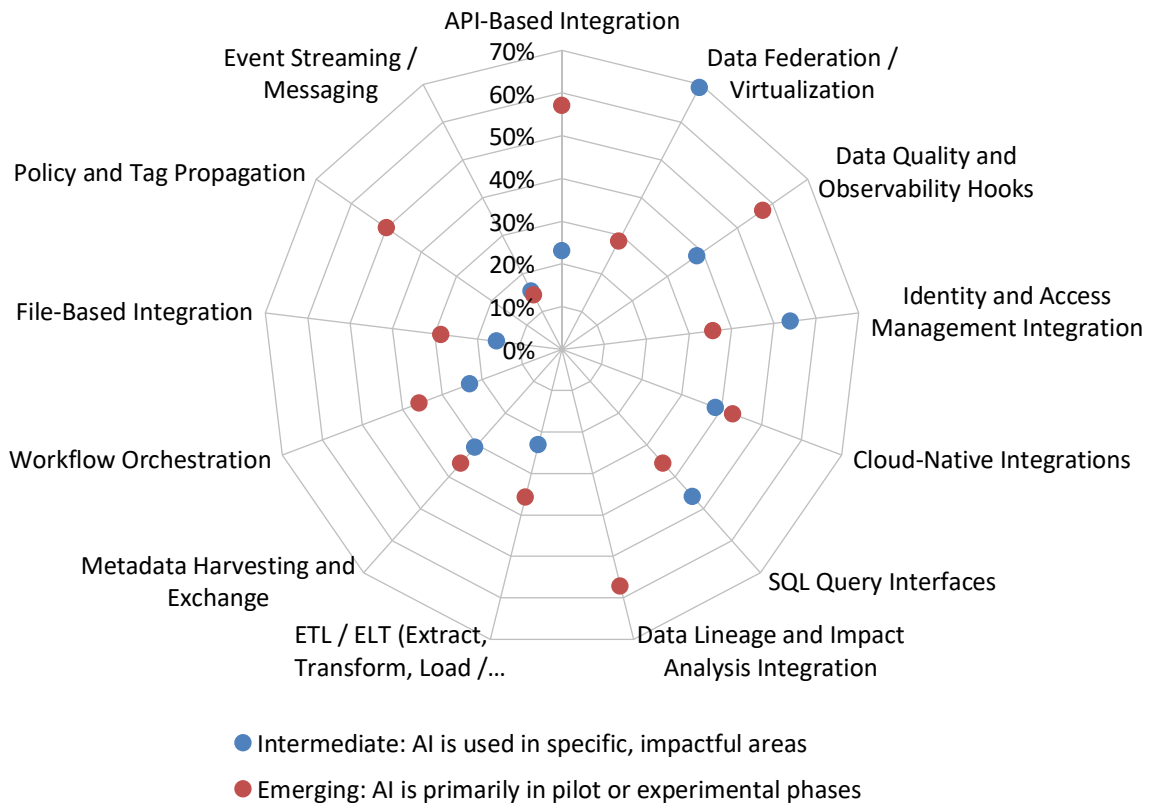 API-Based Integration
70%
60%
50%
40%
30%
20%
10%
0%
Data Federation /
Virtualization
Data Quality and
Observability Hooks
Identity and Access
Management Integration
Cloud-Native Integrations
SQL Query Interfaces
Data Lineage and Impact
Analysis Integration
ETL / ELT (Extract,
Transform, Load /...
Metadata Harvesting and
Exchange
Workflow Orchestration
File-Based Integration
Policy and Tag Propagation
Event Streaming /
Messaging
Intermediate: AI is used in specific, impactful areas
Emerging: AI is primarily in pilot or experimental phases